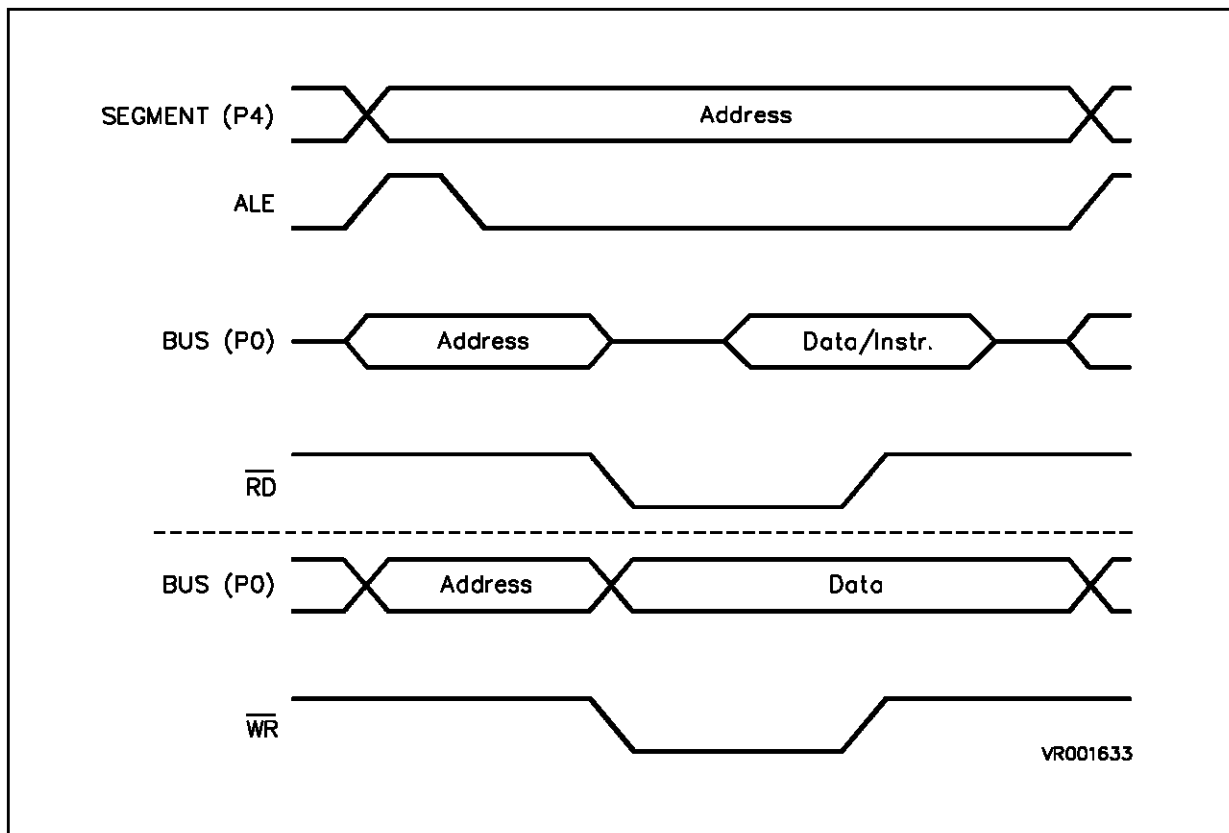 SEGMENT (P4)
Address
ALE
BUS (P0)
Address
Data/Instr.
RD
BUS (P0)
Address
Data
WR
VR001633